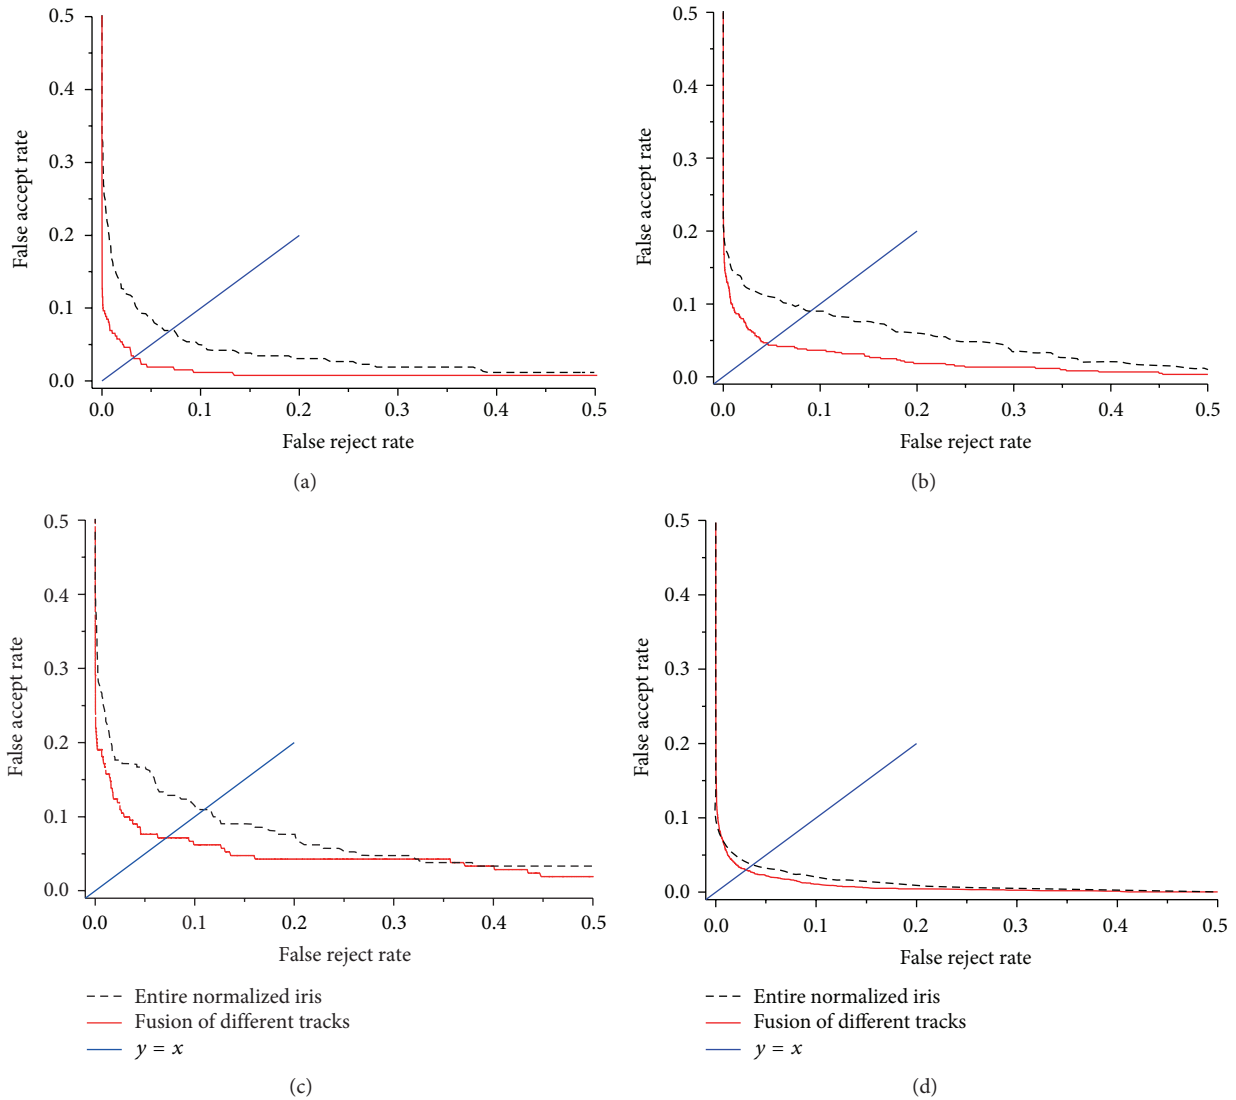 0.5
0.4
0.3
0.2
0.1
0.0
False accept rate
0.0 0.1 0.2 0.3 0.4 0.5
False reject rate
(a)
0.5
0.4
0.3
0.2
0.1
0.0
False accept rate
0.0 0.1 0.2 0.3 0.4 0.5
False reject rate
(b)
0.5
0.4
0.3
0.2
0.1
0.0
False accept rate
0.0 0.1 0.2 0.3 0.4 0.5
False reject rate
Entire normalized iris
Fusion of different tracks
y = x
(c)
0.5
0.4
0.3
0.2
0.1
0.0
False accept rate
0.0 0.1 0.2 0.3 0.4 0.5
False reject rate
Entire normalized iris
Fusion of different tracks
y = x
(d)